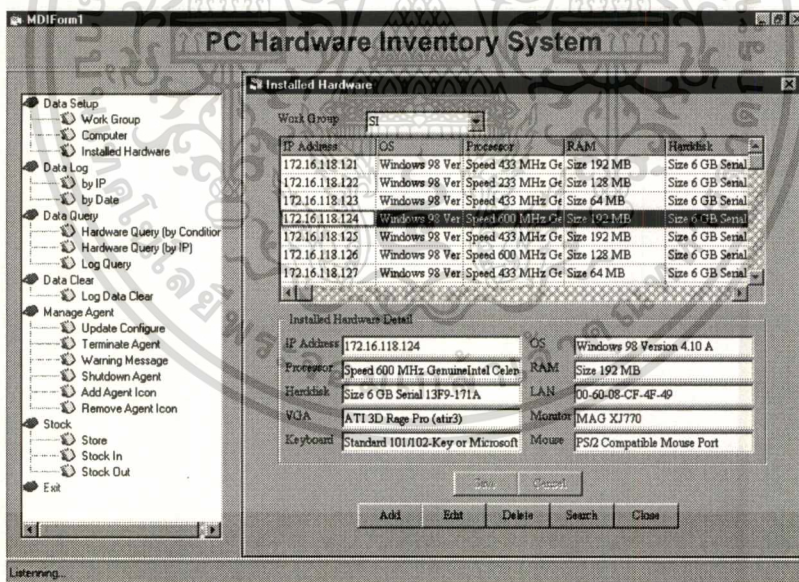 MDIForm1
PC Hardware Inventory System
Data Setup
Work Group
Computer
Installed Hardware
Data Log
by IP
by Date
Data Query
Hardware Query (by Condition
Hardware Query (by IP)
Log Query
Data Clear
Log Data Clear
Manage Agent
Update Configure
Terminate Agent
Warning Message
Shutdown Agent
Add Agent Icon
Remove Agent Icon
Stock
Store
Stock In
Stock Out
Exit
Installed Hardware
Work Group SI
IP Address OS Processor RAM Harddisk
172.16.118.121 Windows 98 Ver Speed 433 MHz Ge Size 192 MB Size 6 GB Serial
172.16.118.122 Windows 98 Ver Speed 233 MHz Ge Size 128 MB Size 6 GB Serial
172.16.118.123 Windows 98 Ver Speed 433 MHz Ge Size 64 MB Size 6 GB Serial
172.16.118.124 Windows 98 Ver Speed 600 MHz Ge Size 192 MB Size 6 GB Serial
172.16.118.125 Windows 98 Ver Speed 433 MHz Ge Size 192 MB Size 6 GB Serial
172.16.118.126 Windows 98 Ver Speed 600 MHz Ge Size 128 MB Size 6 GB Serial
172.16.118.127 Windows 98 Ver Speed 433 MHz Ge Size 64 MB Size 6 GB Serial
Installed Hardware Detail
IP Address 172.16.118.124 OS Windows 98 Version 4.10 A
Processor Speed 600 MHz GenuineIntel Celer RAM Size 192 MB
Harddisk Size 6 GB Serial 13F9-171A LAN 00-60-08-CF-4F-49
VGA ATI 3D Rage Pro (atir3) Monitor MAG XJ770
Keyboard Standard 101/102-Key or Microsoft Mouse PS/2 Compatible Mouse Port
Save Cancel
Add Edit Delete Search Close
Listenning...